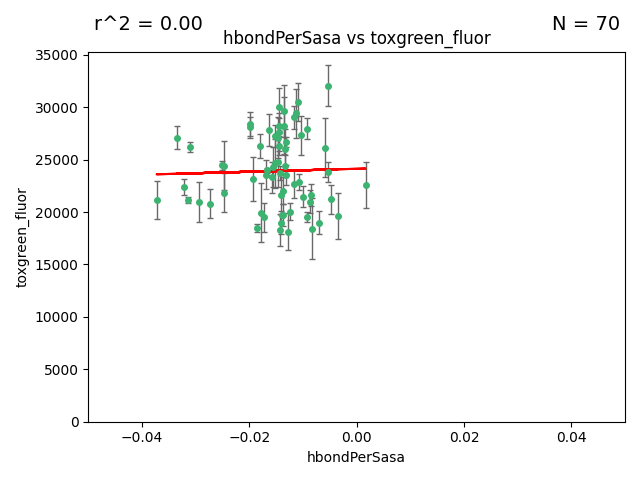 r^2 = 0.00
N = 70
hbondPerSasa vs toxgreen_fluor
35000
30000
25000
20000
15000
10000
5000
0
toxgreen_fluor
−0.04
−0.02
0.00
0.02
0.04
hbondPerSasa